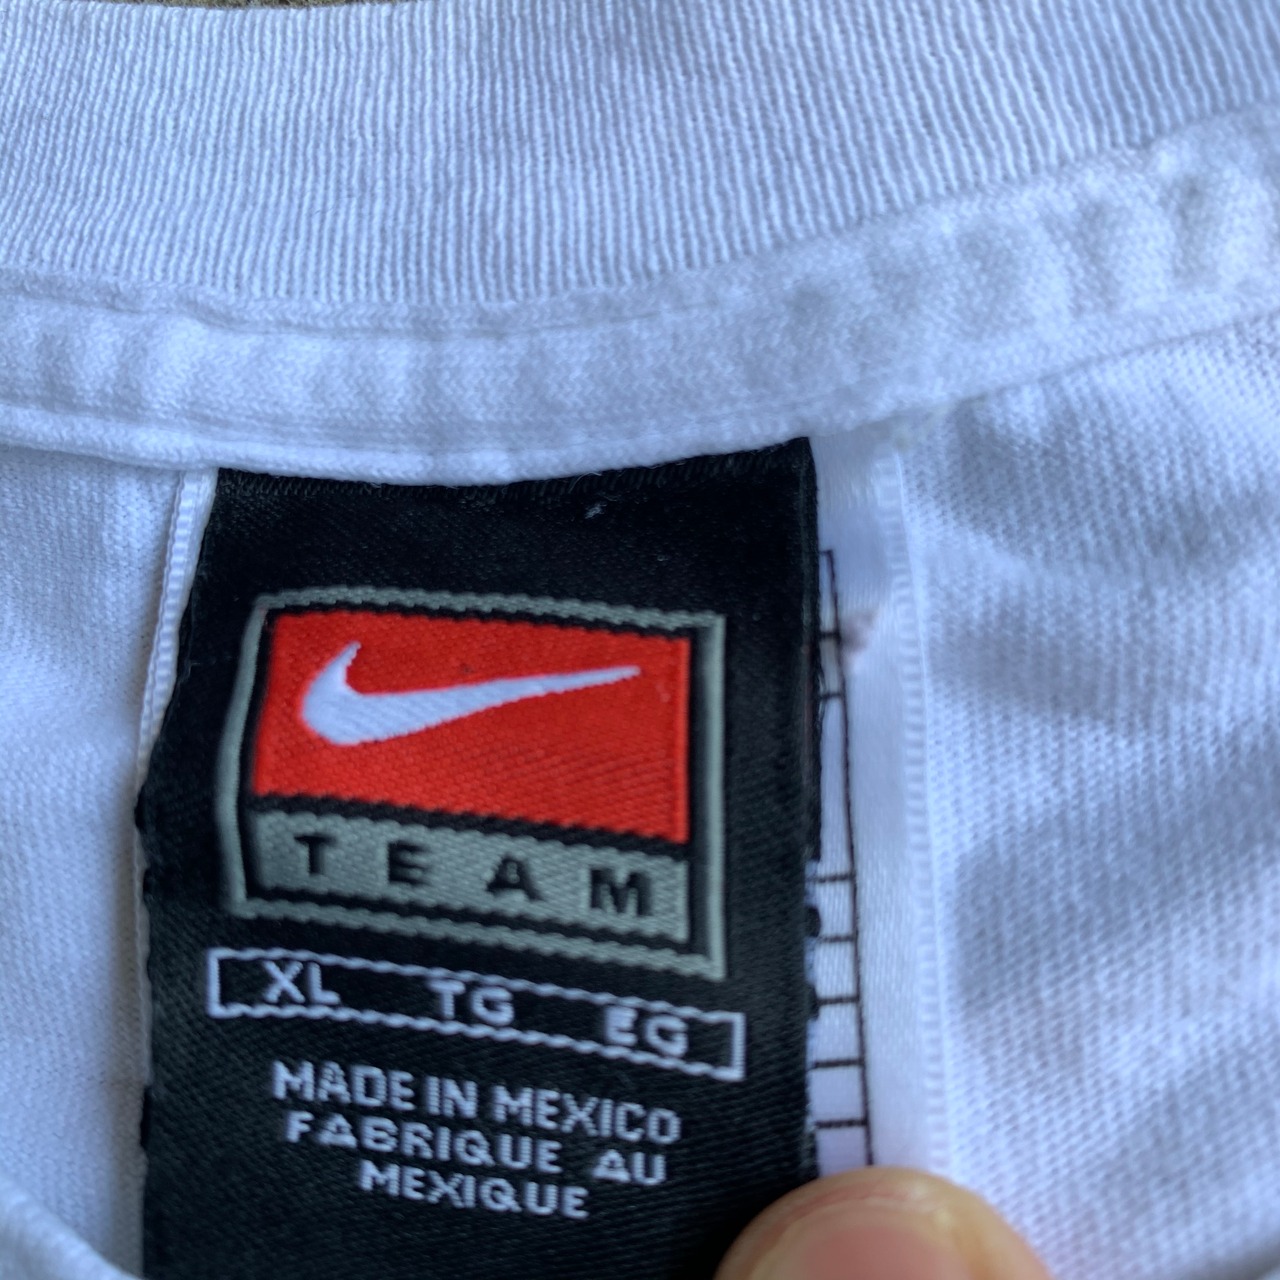 TEAM
XL TG EG
MADE IN MEXICO
FABRIQUE AU
MEXIQUE